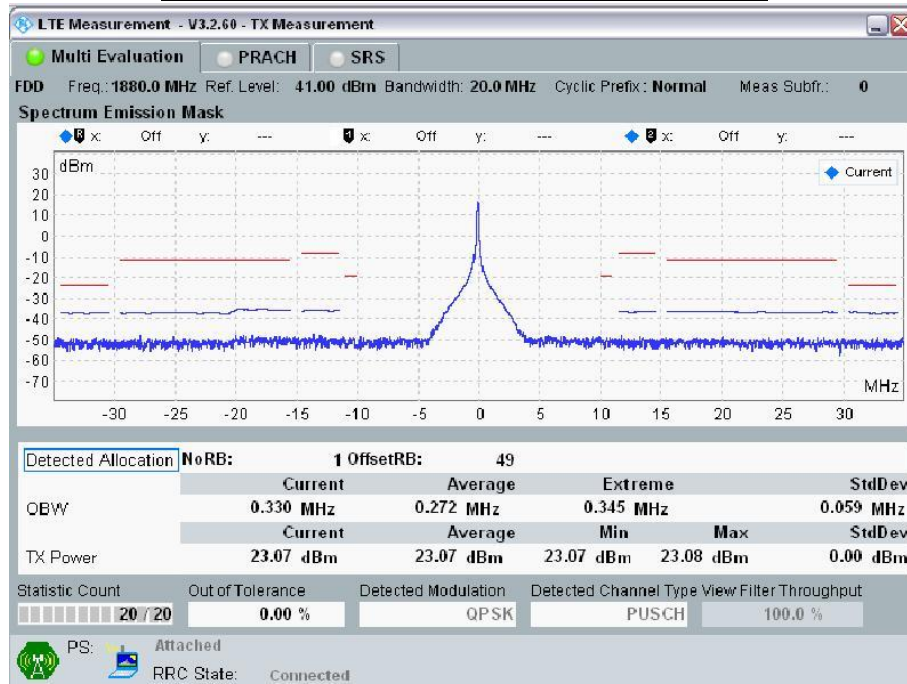 LTE Measurement - V3.2.60 - TX Measurement
Multi Evaluation PRACH SRS
FDD Freq.: 1880.0 MHz Ref. Level: 41.00 dBm Bandwidth: 20.0 MHz Cyclic Prefix: Normal Meas Subfr.: 0
Spectrum Emission Mask
R x: Off y: --- 1 x: Off y: --- 2 x: Off y: ---
dBm
Current
30
20
10
0
-10
-20
-30
-40
-50
-60
-70
MHz
-30 -25 -20 -15 -10 -5 0 5 10 15 20 25 30
Detected Allocation NoRB: 1 OffsetRB: 49
Current Average Extreme StdDev
OBW 0.330 MHz 0.272 MHz 0.345 MHz 0.059 MHz
Current Average Min Max StdDev
TX Power 23.07 dBm 23.07 dBm 23.07 dBm 23.08 dBm 0.00 dBm
Statistic Count Out of Tolerance Detected Modulation Detected Channel Type View Filter Throughput
20 / 20 0.00 % QPSK PUSCH 100.0 %
PS: Attached
RRC State: Connected